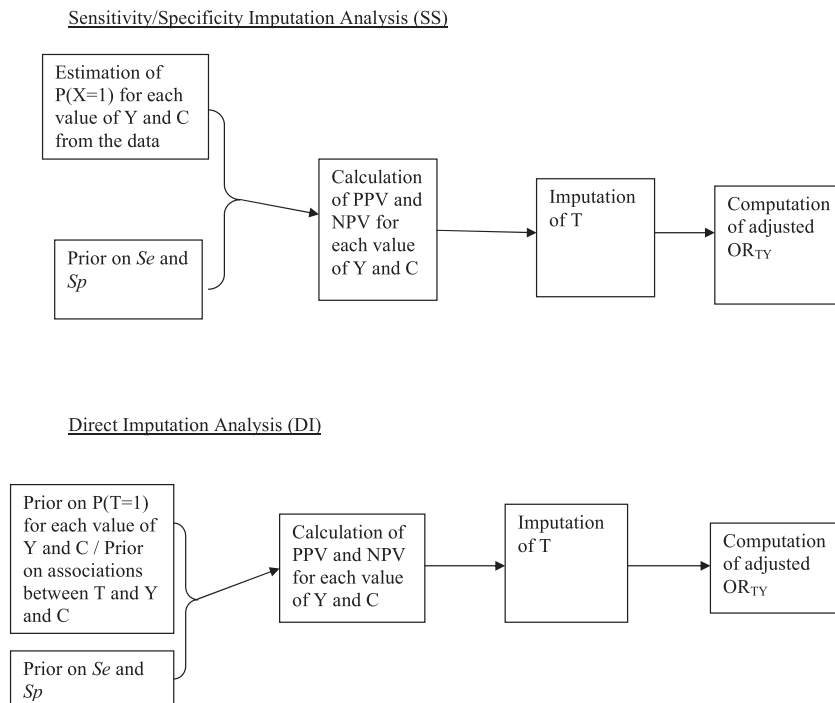 Sensitivity/Specificity Imputation Analysis (SS)
Estimation of
P(X=1) for each
value of Y and C
from the data
Prior on Se and
Sp
Calculation
of PPV and
NPV for
each value
of Y and C
Imputation
of T
Computation
of adjusted
OR_TY
Direct Imputation Analysis (DI)
Prior on P(T=1)
for each value of
Y and C / Prior
on associations
between T and Y
and C
Prior on Se and
Sp
Calculation of
PPV and NPV
for each value
of Y and C
Imputation
of T
Computation
of adjusted
OR_TY